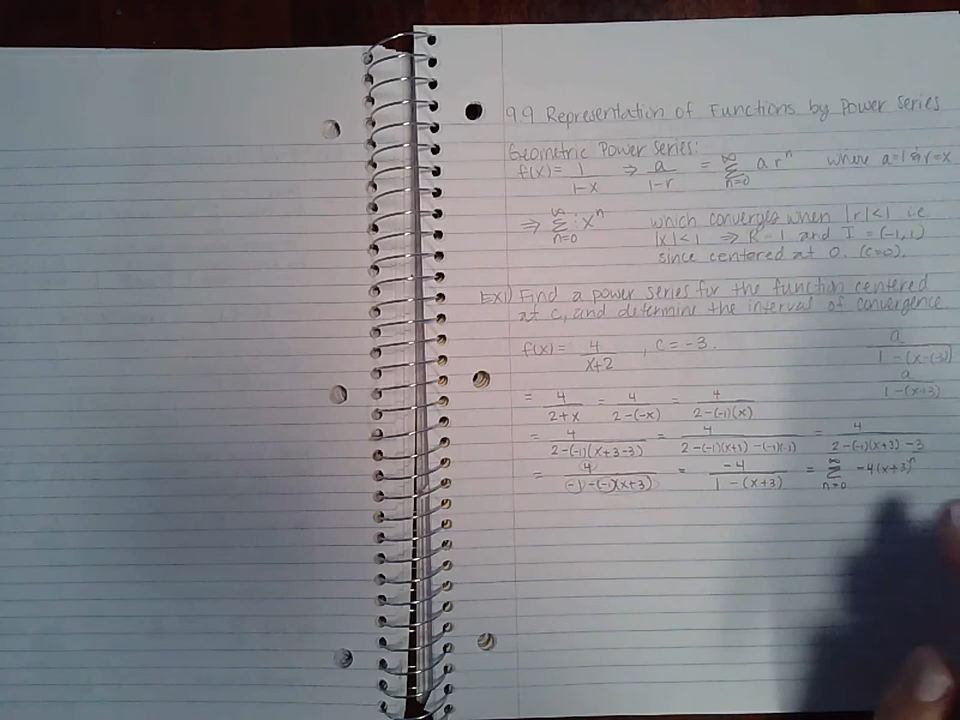 9.9 Representation of Functions by Power Series
Geometric Power Series:
f(x) = 1/(1-x) ⇒ a/(1-r) = ∑_{n=0}^{∞} a r^n where a=1 & r=x
⇒ ∑_{n=0}^{∞} x^n which converges when |r|<1 i.e
|x|<1 ⇒ R=1 and I = (-1,1)
since centered at 0. (c=0).
EX1) Find a power series for the function centered
at c, and determine the interval of convergence
f(x) = 4/(x+2) , c = -3. a/(1-(x-(-3)))
a/(1-(x+3))
= 4/(2+x) = 4/(2-(-x)) = 4/(2-(-1)(x))
= 4/(2-(-1)(x+3-3)) = 4/(2-(-1)(x+3)-(-1)(-3)) = 4/(2-(-1)(x+3)-3)
= 4/(-1-(-1)(x+3)) = -4/(1-(x+3)) = ∑_{n=0}^{∞} -4(x+3)^n